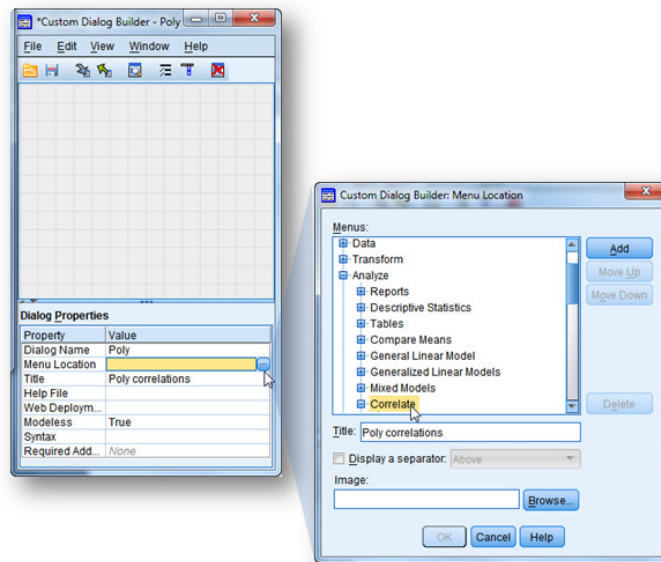 *Custom Dialog Builder - Poly
File Edit View Window Help
Dialog Properties
Property Value
Dialog Name Poly
Menu Location
Title Poly correlations
Help File
Web Deploym...
Modeless True
Syntax
Required Add... None
Custom Dialog Builder: Menu Location
Menus:
Data
Transform
Analyze
Reports
Descriptive Statistics
Tables
Compare Means
General Linear Model
Generalized Linear Models
Mixed Models
Correlate
Add
Move Up
Move Down
Delete
Title: Poly correlations
Display a separator: Above
Image:
Browse...
OK Cancel Help